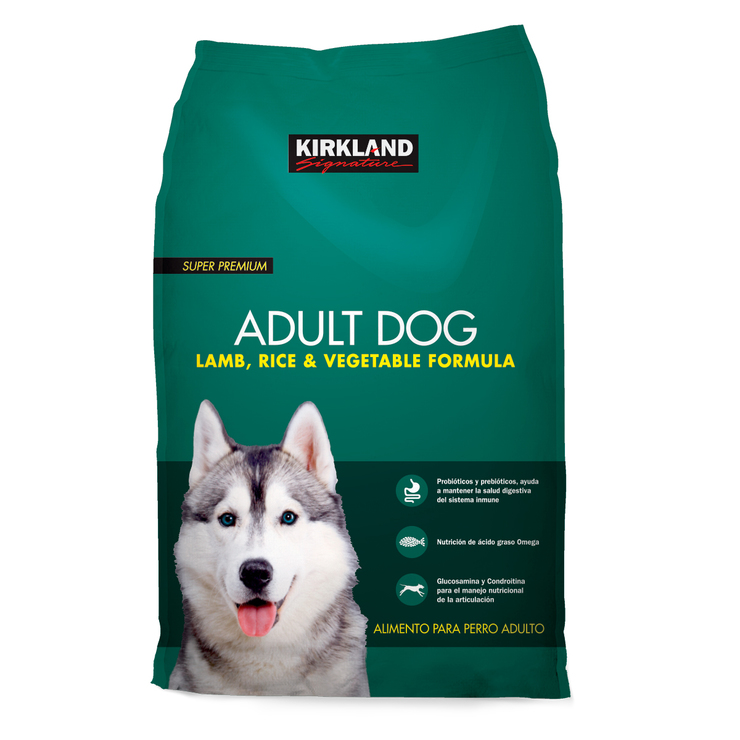 KIRKLAND
Signature
SUPER PREMIUM
ADULT DOG
LAMB, RICE & VEGETABLE FORMULA
Probióticos y prebióticos, ayuda
a mantener la salud digestiva
del sistema inmune
Nutrición de ácido graso Omega
Glucosamina y Condroitina
para el manejo nutricional
de la articulación
ALIMENTO PARA PERRO ADULTO